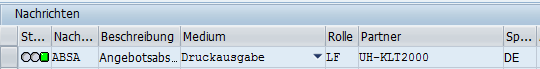 Nachrichten
St... Nach... Beschreibung Medium Rolle Partner Sp...
ABSA Angebotsabs... Druckausgabe LF UH-KLT2000 DE